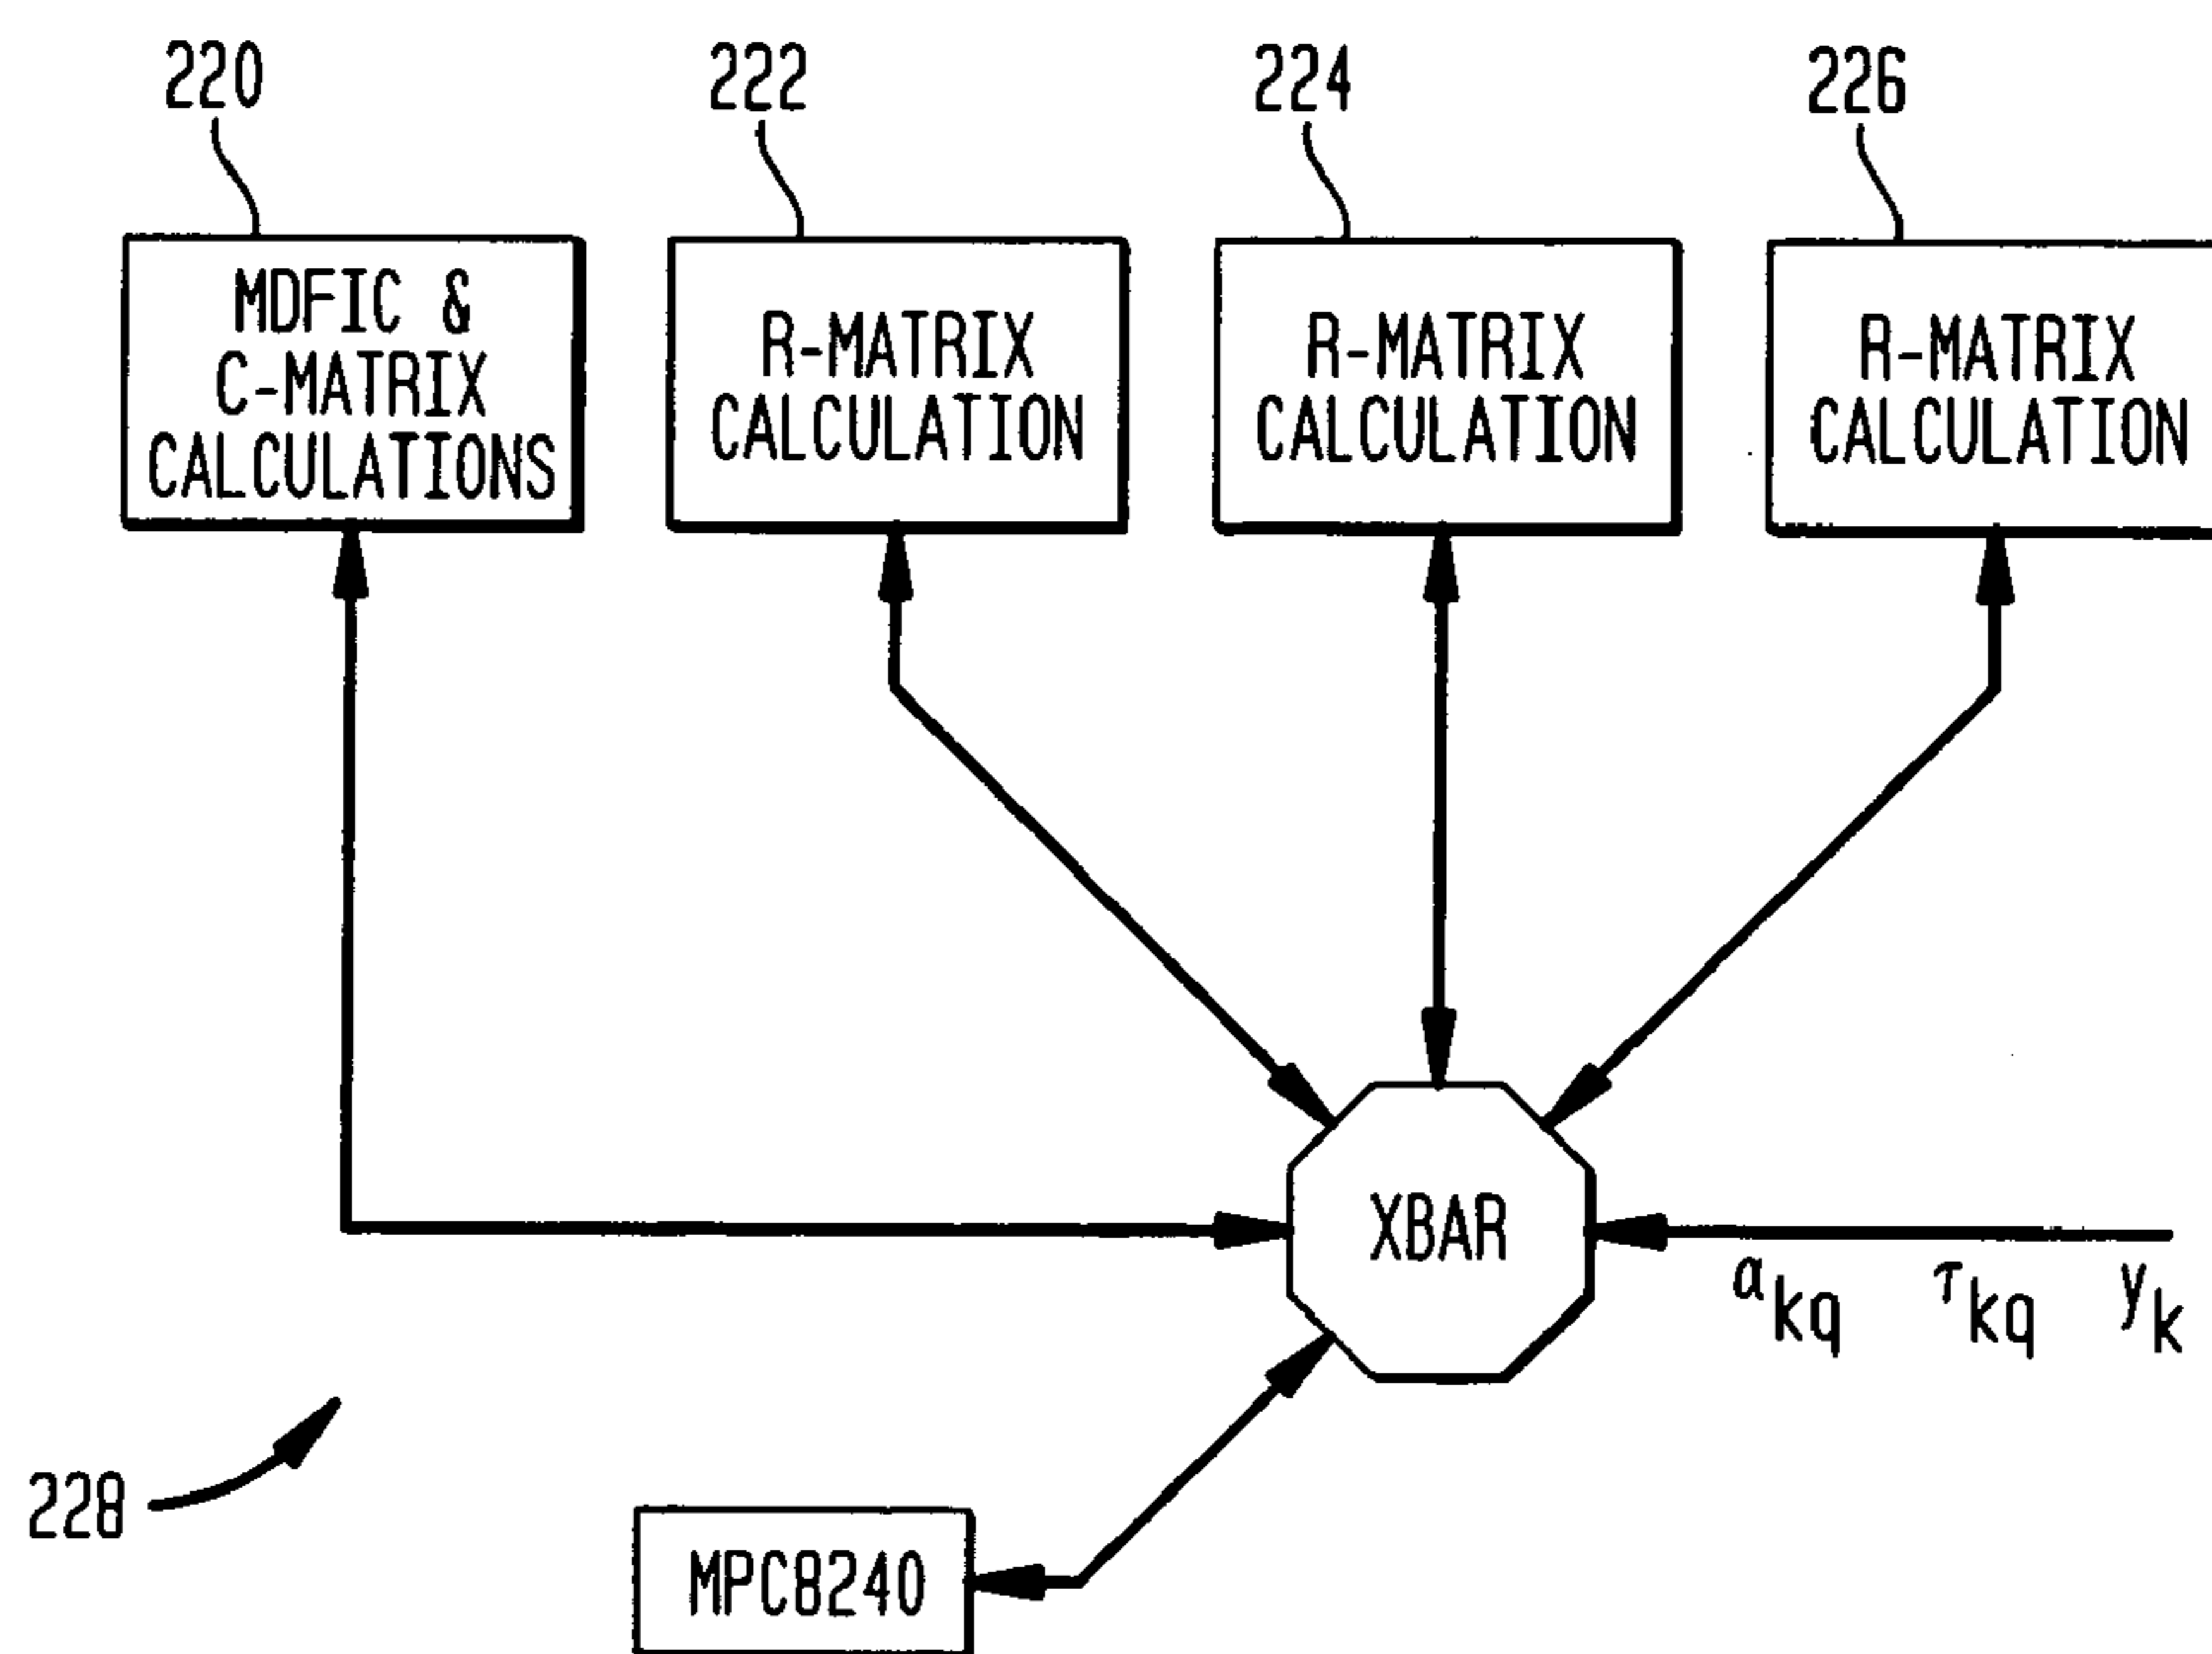 220
222
224
226
MDFIC &
C-MATRIX
CALCULATIONS
R-MATRIX
CALCULATION
R-MATRIX
CALCULATION
R-MATRIX
CALCULATION
XBAR
αkq τkq yk
228
MPC8240